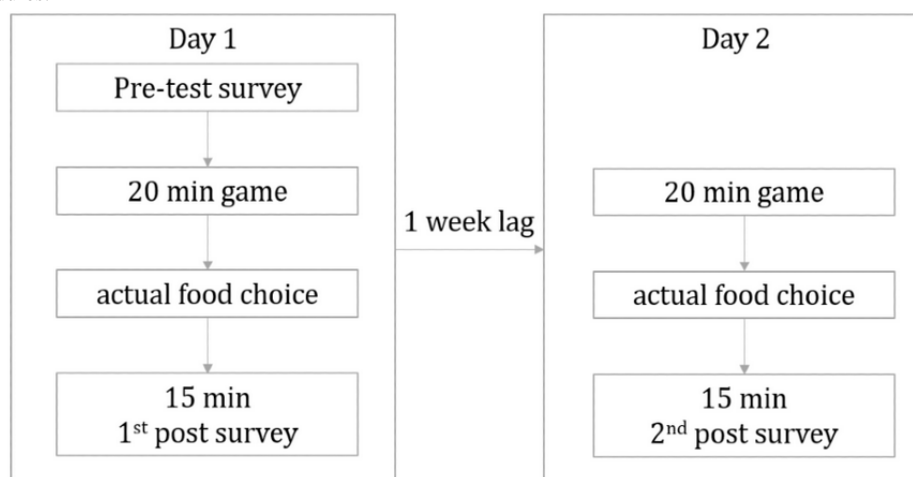 Day 1
Pre-test survey
20 min game
actual food choice
15 min
1st post survey
1 week lag
Day 2
20 min game
actual food choice
15 min
2nd post survey